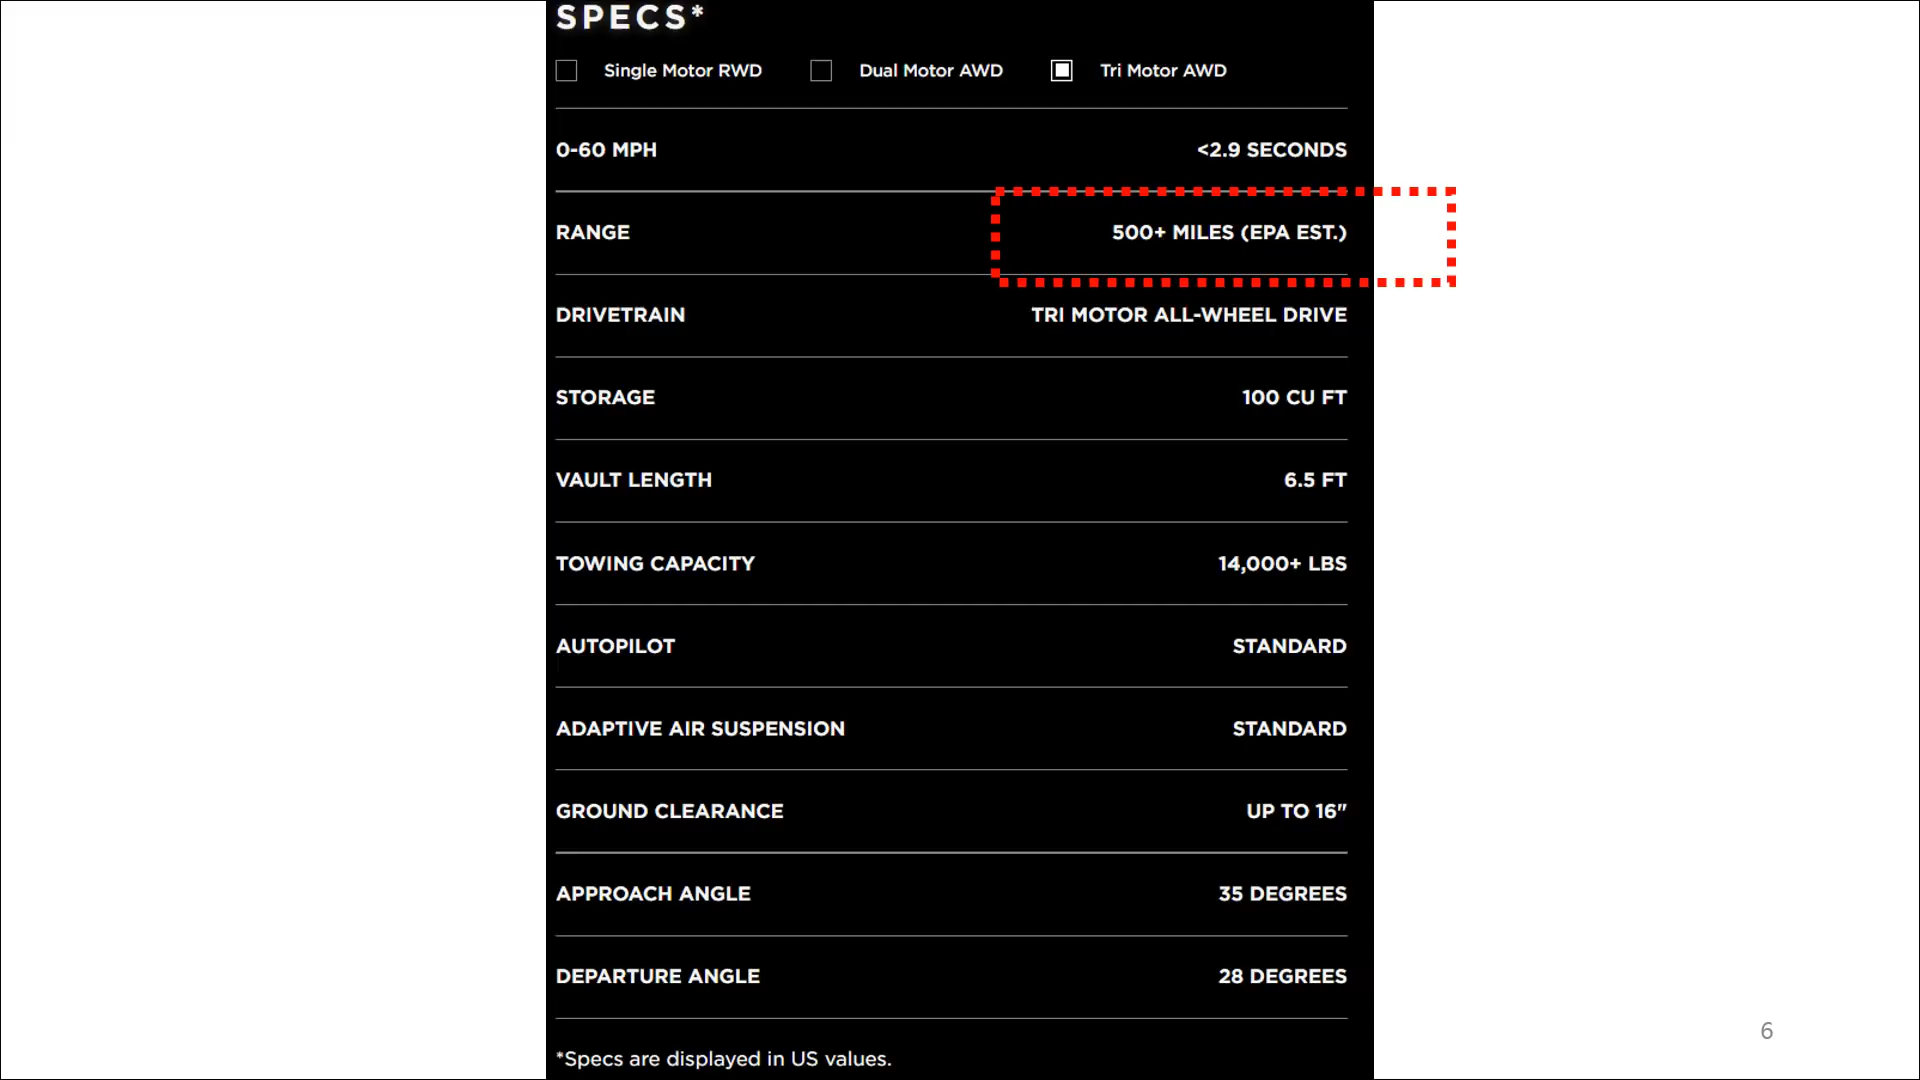 SPECS*
Single Motor RWD Dual Motor AWD Tri Motor AWD
0-60 MPH <2.9 SECONDS
RANGE 500+ MILES (EPA EST.)
DRIVETRAIN TRI MOTOR ALL-WHEEL DRIVE
STORAGE 100 CU FT
VAULT LENGTH 6.5 FT
TOWING CAPACITY 14,000+ LBS
AUTOPILOT STANDARD
ADAPTIVE AIR SUSPENSION STANDARD
GROUND CLEARANCE UP TO 16"
APPROACH ANGLE 35 DEGREES
DEPARTURE ANGLE 28 DEGREES
*Specs are displayed in US values.
6